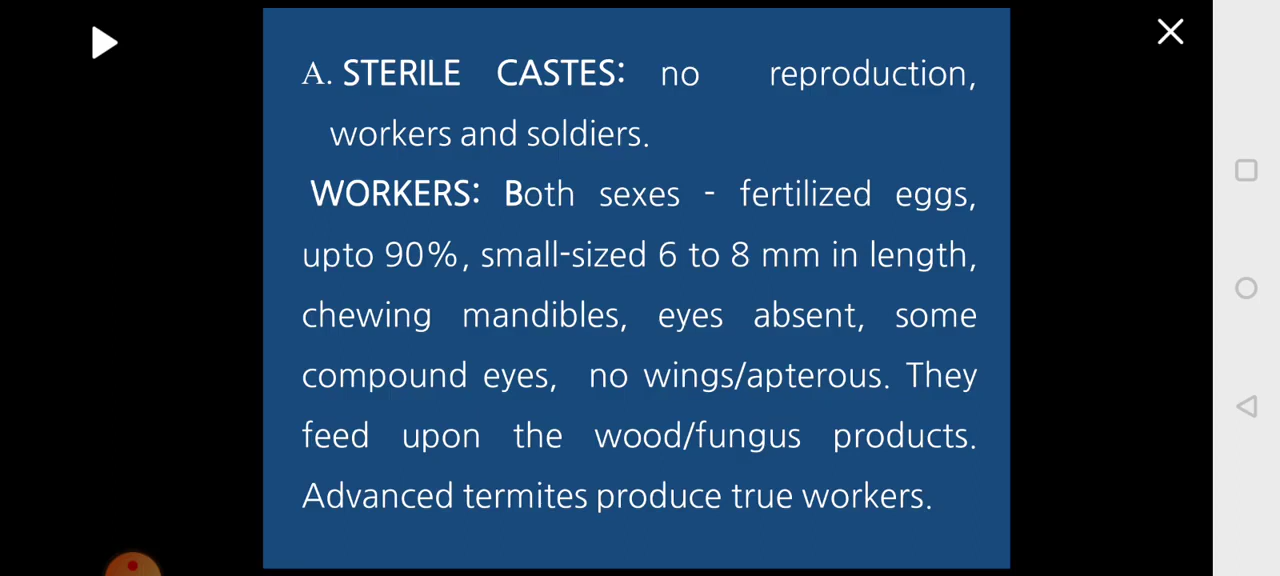 A. STERILE CASTES: no reproduction,
workers and soldiers.
WORKERS: Both sexes - fertilized eggs,
upto 90%, small-sized 6 to 8 mm in length,
chewing mandibles, eyes absent, some
compound eyes, no wings/apterous. They
feed upon the wood/fungus products.
Advanced termites produce true workers.